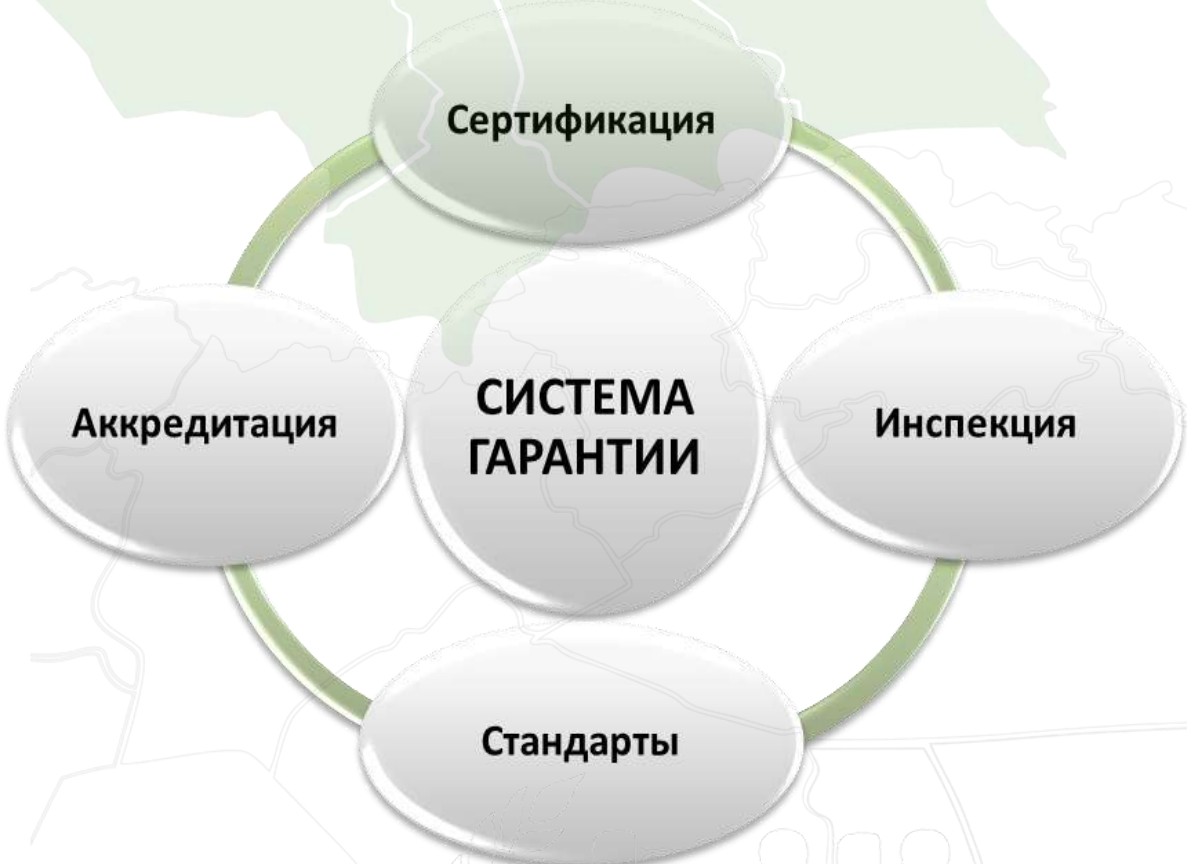 Сертификация
Аккредитация
СИСТЕМА
ГАРАНТИИ
Инспекция
Стандарты